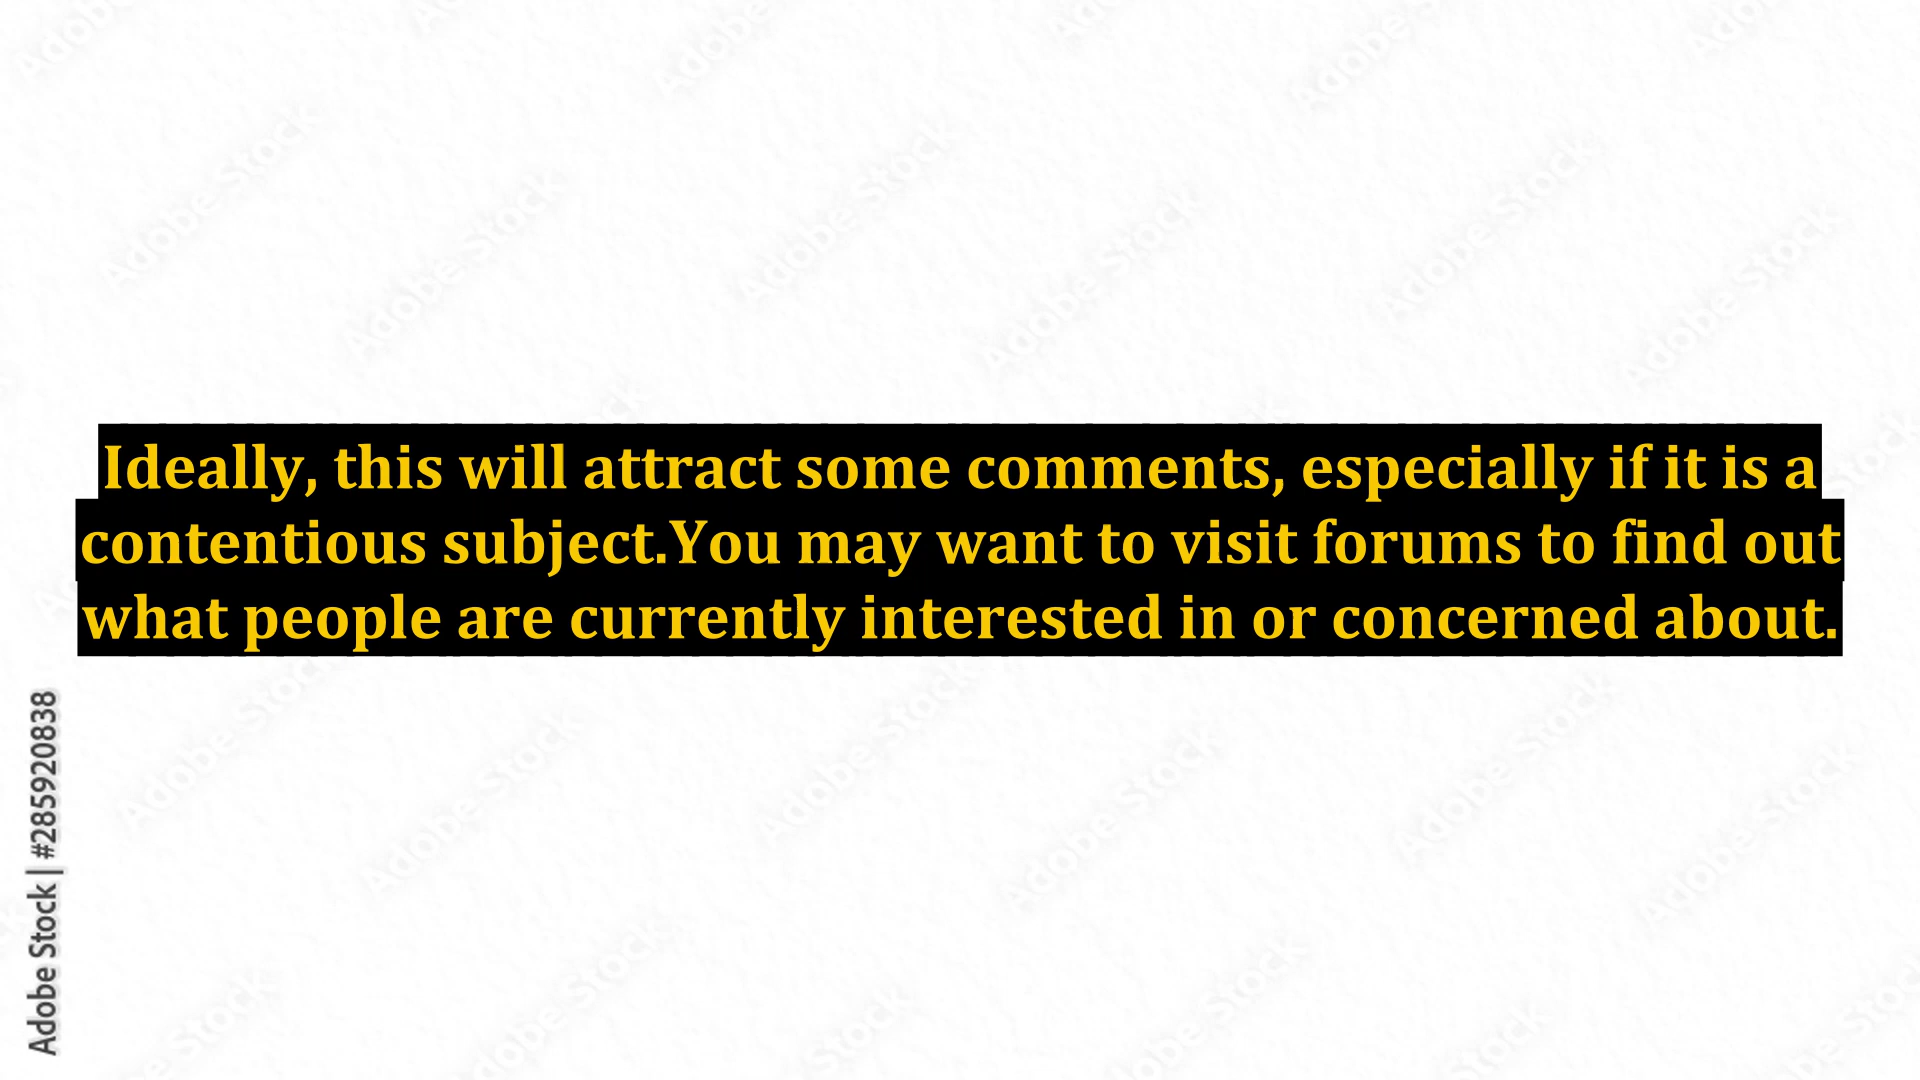 Ideally, this will attract some comments, especially if it is a
contentious subject.You may want to visit forums to find out
what people are currently interested in or concerned about.
Adobe Stock | #285920838